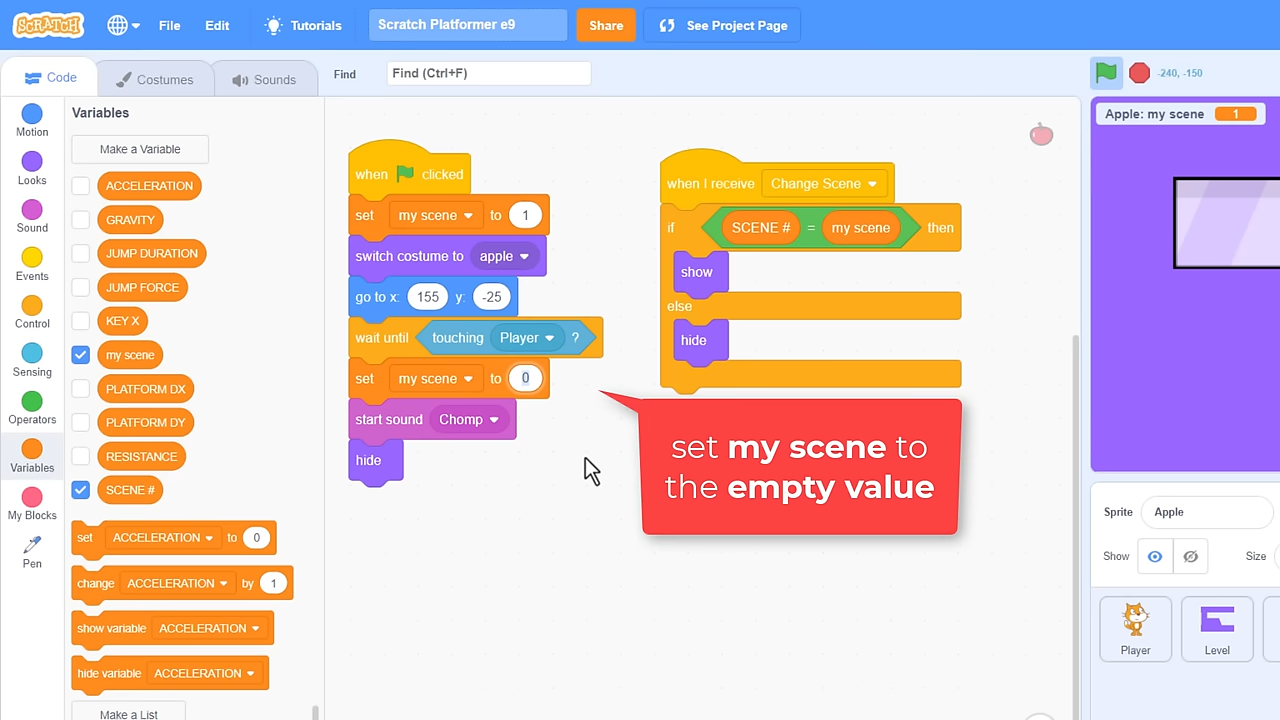 SCRATCH File Edit Tutorials Scratch Platformer e9 Share See Project Page
Code Costumes Sounds Find Find (Ctrl+F) -240, -150
Motion
Looks
Sound
Events
Control
Sensing
Operators
Variables
My Blocks
Pen
Variables
Make a Variable
ACCELERATION
GRAVITY
JUMP DURATION
JUMP FORCE
KEY X
my scene
PLATFORM DX
PLATFORM DY
RESISTANCE
SCENE #
set ACCELERATION to 0
change ACCELERATION by 1
show variable ACCELERATION
hide variable ACCELERATION
Make a List
when clicked
set my scene to 1
switch costume to apple
go to x: 155 y: -25
wait until touching Player ?
set my scene to 0
start sound Chomp
hide
when I receive Change Scene
if SCENE # = my scene then
show
else
hide
set my scene to
the empty value
Apple: my scene 1
Sprite Apple
Show Size
Player Level